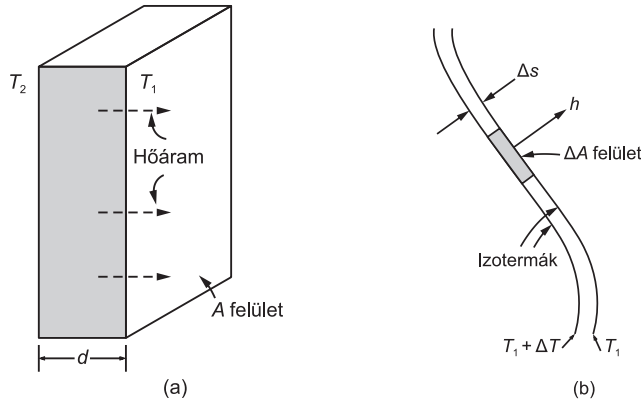 T₂
T₁
Hőáram
A felület
d
(a)
Δs
h
ΔA felület
Izotermák
T₁ + ΔT
T₁
(b)